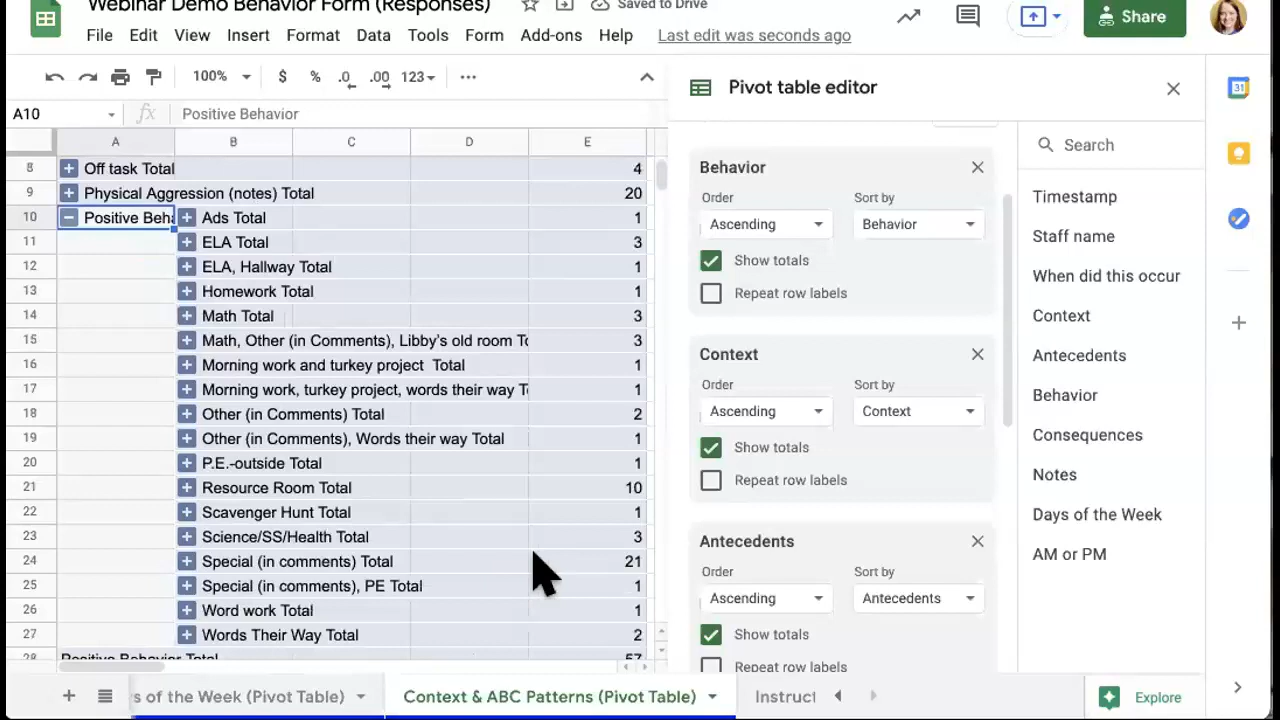 Webinar Demo Behavior Form (Responses)
Saved to Drive
File Edit View Insert Format Data Tools Form Add-ons Help Last edit was seconds ago
Share
100% $ % .0 .00 123
A10 fx Positive Behavior
A B C D E
8 Off task Total 4
9 Physical Aggression (notes) Total 20
10 Positive Beha Ads Total 1
11 ELA Total 3
12 ELA, Hallway Total 1
13 Homework Total 1
14 Math Total 3
15 Math, Other (in Comments), Libby's old room To 3
16 Morning work and turkey project Total 1
17 Morning work, turkey project, words their way T 1
18 Other (in Comments) Total 2
19 Other (in Comments), Words their way Total 1
20 P.E.-outside Total 1
21 Resource Room Total 10
22 Scavenger Hunt Total 1
23 Science/SS/Health Total 3
24 Special (in comments) Total 21
25 Special (in comments), PE Total 1
26 Word work Total 1
27 Words Their Way Total 2
28 Positive Behavior Total 57
Pivot table editor
Behavior
Order Sort by
Ascending Behavior
Show totals
Repeat row labels
Context
Order Sort by
Ascending Context
Show totals
Repeat row labels
Antecedents
Order Sort by
Ascending Antecedents
Show totals
Repeat row labels
Search
Timestamp
Staff name
When did this occur
Context
Antecedents
Behavior
Consequences
Notes
Days of the Week
AM or PM
31
s of the Week (Pivot Table) Context & ABC Patterns (Pivot Table) Instruct
Explore